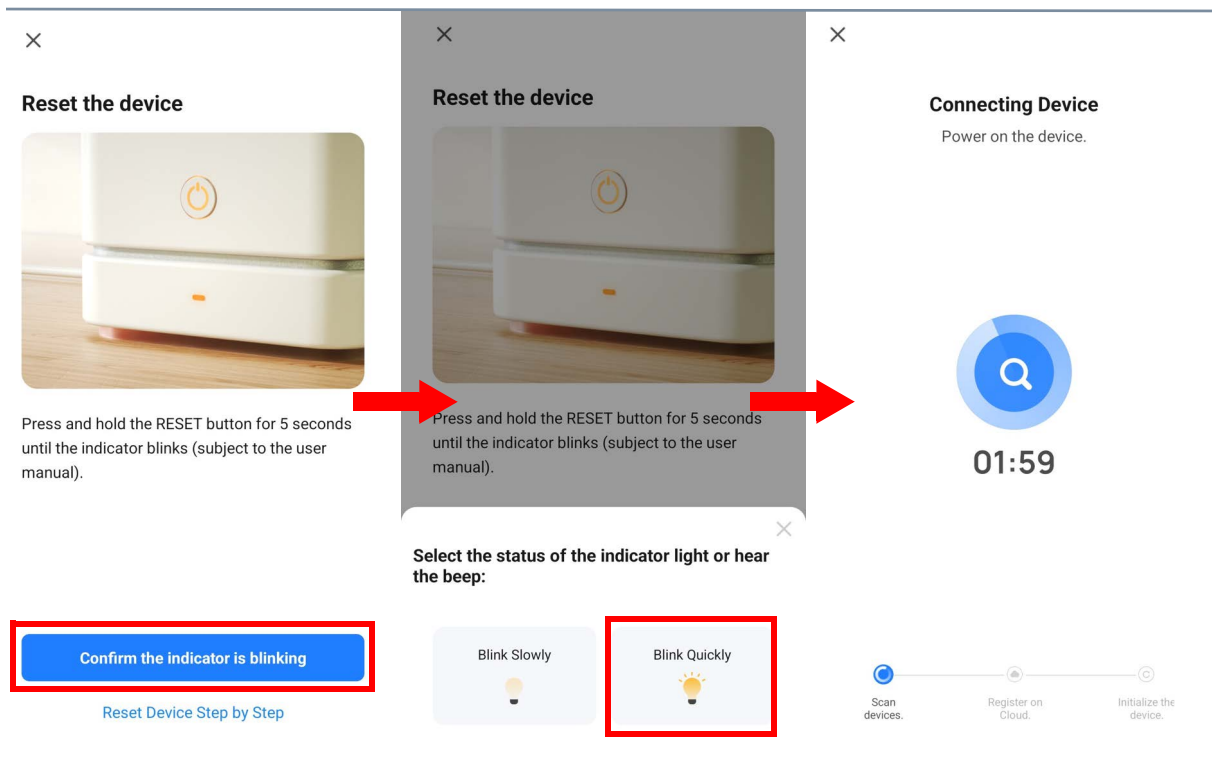 Reset the device
Press and hold the RESET button for 5 seconds
until the indicator blinks (subject to the user
manual).
Confirm the indicator is blinking
Reset Device Step by Step
Reset the device
Press and hold the RESET button for 5 seconds
until the indicator blinks (subject to the user
manual).
Select the status of the indicator light or hear
the beep:
Blink Slowly
Blink Quickly
Connecting Device
Power on the device.
01:59
Scan
devices.
Register on
Cloud.
Initialize the
device.